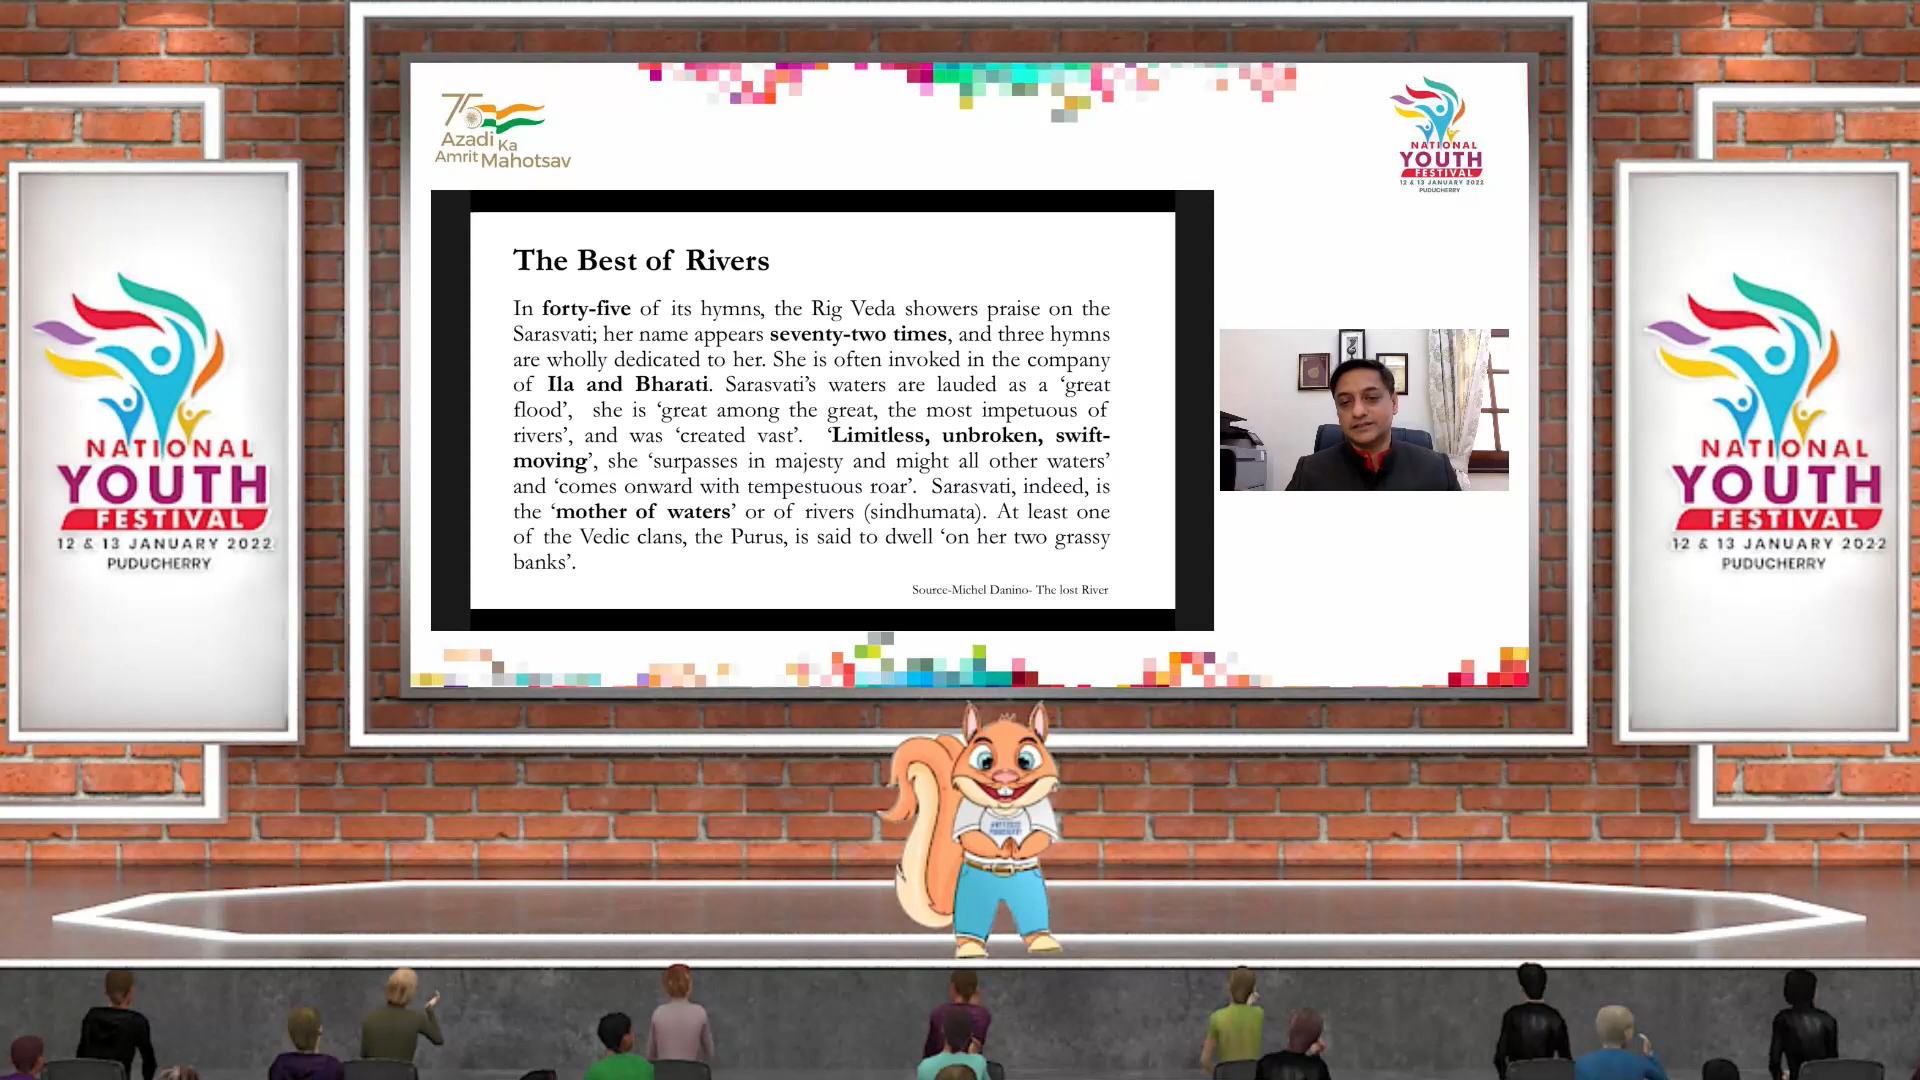 75
Azadi Ka
Amrit Mahotsav
NATIONAL
YOUTH
FESTIVAL
12 & 13 JANUARY 2022
PUDUCHERRY
The Best of Rivers
In forty-five of its hymns, the Rig Veda showers praise on the
Sarasvati; her name appears seventy-two times, and three hymns
are wholly dedicated to her. She is often invoked in the company
of Ila and Bharati. Sarasvati’s waters are lauded as a ‘great
flood’, she is ‘great among the great, the most impetuous of
rivers’, and was ‘created vast’. ‘Limitless, unbroken, swift-
moving’, she ‘surpasses in majesty and might all other waters’
and ‘comes onward with tempestuous roar’. Sarasvati, indeed, is
the ‘mother of waters’ or of rivers (sindhumata). At least one
of the Vedic clans, the Purus, is said to dwell ‘on her two grassy
banks’.
Source-Michel Danino- The lost River
NATIONAL
YOUTH
FESTIVAL
12 & 13 JANUARY 2022
PUDUCHERRY
NATIONAL
YOUTH
FESTIVAL
12 & 13 JANUARY 2022
PUDUCHERRY